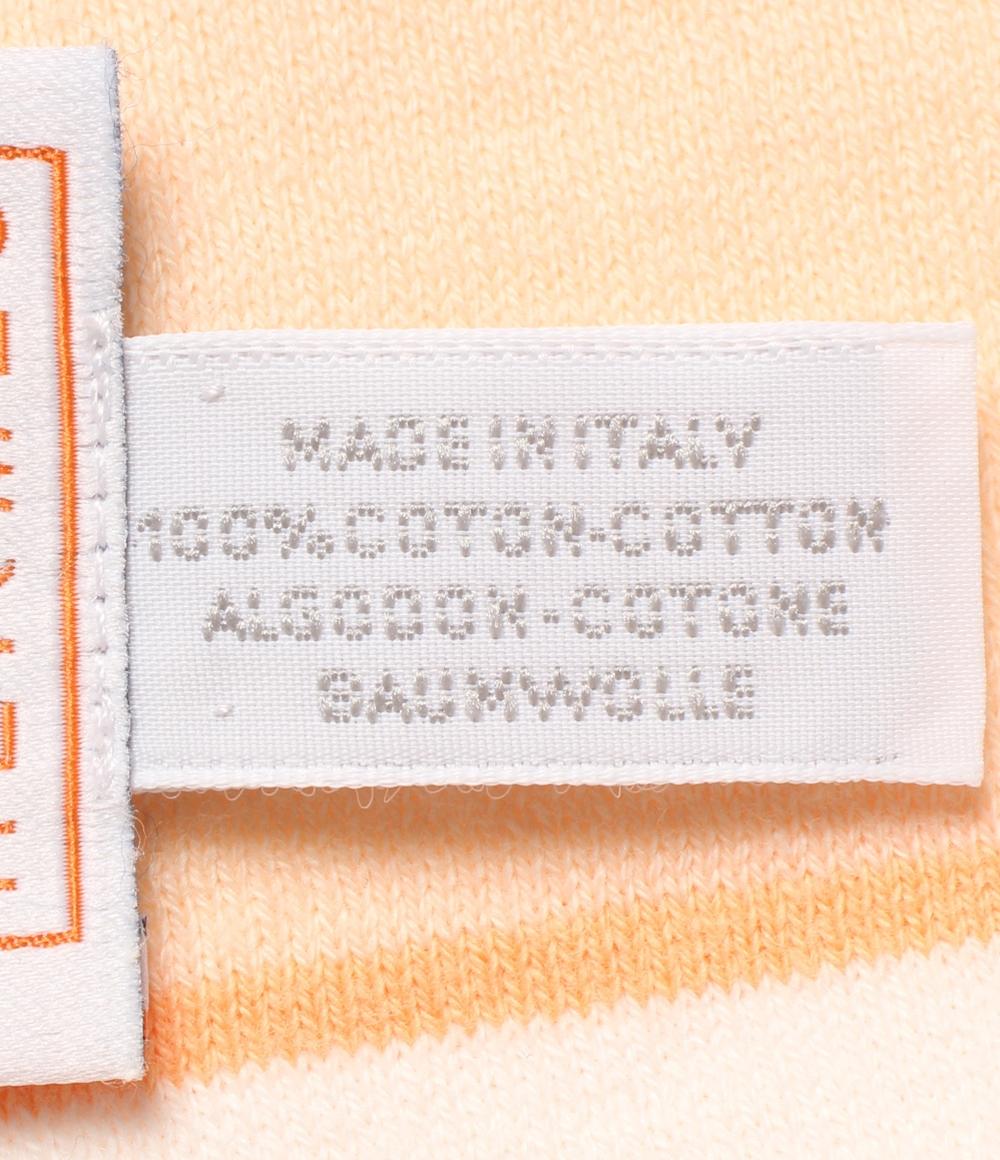 MADE IN ITALY
100% COTON-COTTON
ALGODON-COTONE
BAUMWOLLE